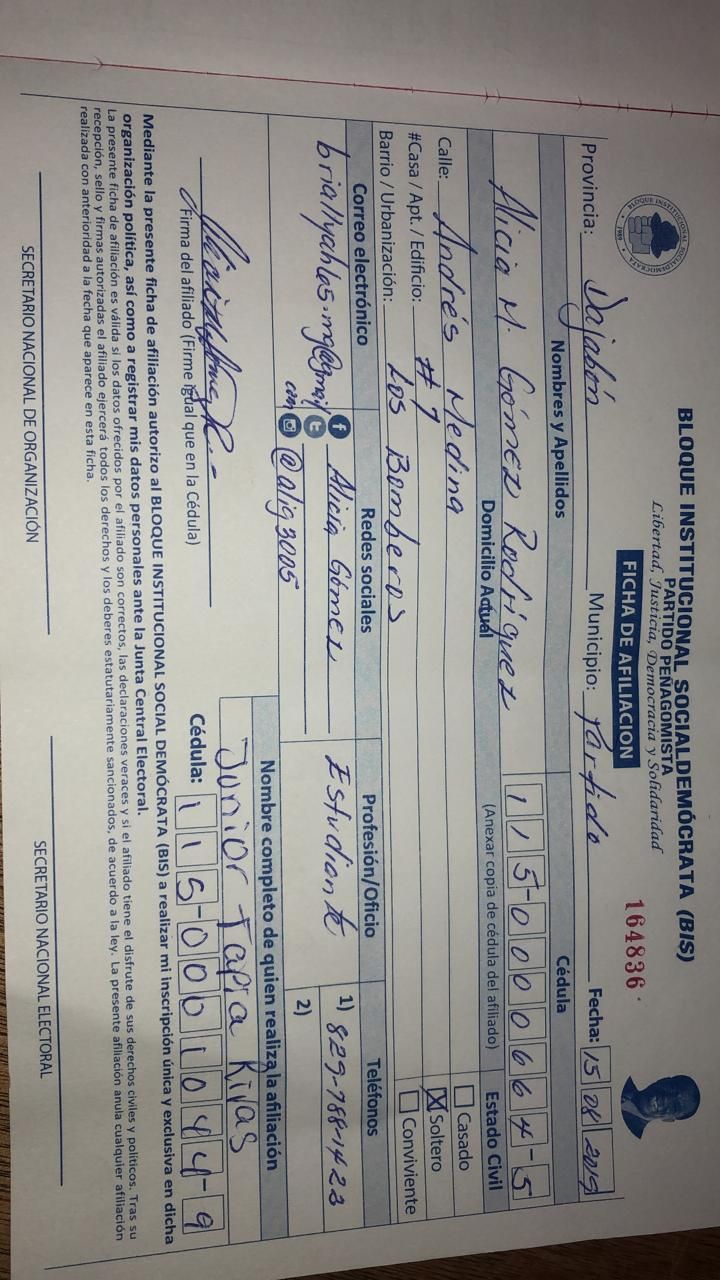 BLOQUE INSTITUCIONAL SOCIALDEMÓCRATA (BIS)
PARTIDO PEÑAGOMISTA
Libertad, Justicia, Democracia y Solidaridad
FICHA DE AFILIACION
164836
BLOQUE INSTITUCIONAL SOCIALDEMOCRATA
1989
Provincia: Dajabón Municipio: Partido Fecha: 15 08 2019
Nombres y Apellidos Cédula
Alicia M. Gómez Rodríguez 115-0000664-5
Domicilio Actual (Anexar copia de cédula del afiliado) Estado Civil
Calle: Andrés Medina Casado
#Casa / Apt. / Edificio: #7 X Soltero
Barrio / Urbanización: Los Bomberos Conviviente
Correo electrónico Redes sociales Profesión/Oficio Teléfonos
f Alicia Gómez Estudiante 1) 829-788-1423
@alig3005 2)
Nombre completo de quien realiza la afiliación
Junior Tapia Rivas
Firma del afiliado (Firme igual que en la Cédula) Cédula: 115-0001044-9
Mediante la presente ficha de afiliación autorizo al BLOQUE INSTITUCIONAL SOCIAL DEMÓCRATA (BIS) a realizar mi inscripción única y exclusiva en dicha
organización política, así como a registrar mis datos personales ante la Junta Central Electoral.
La presente ficha de afiliación es válida si los datos ofrecidos por el afiliado son correctos, las declaraciones veraces y si el afiliado tiene el disfrute de sus derechos civiles y políticos. Tras su
recepción, sello y firmas autorizadas el afiliado ejercerá todos los derechos y los deberes estatutariamente sancionados, de acuerdo a la ley. La presente afiliación anula cualquier afiliación
realizada con anterioridad a la fecha que aparece en esta ficha.
SECRETARIO NACIONAL DE ORGANIZACIÓN SECRETARIO NACIONAL ELECTORAL